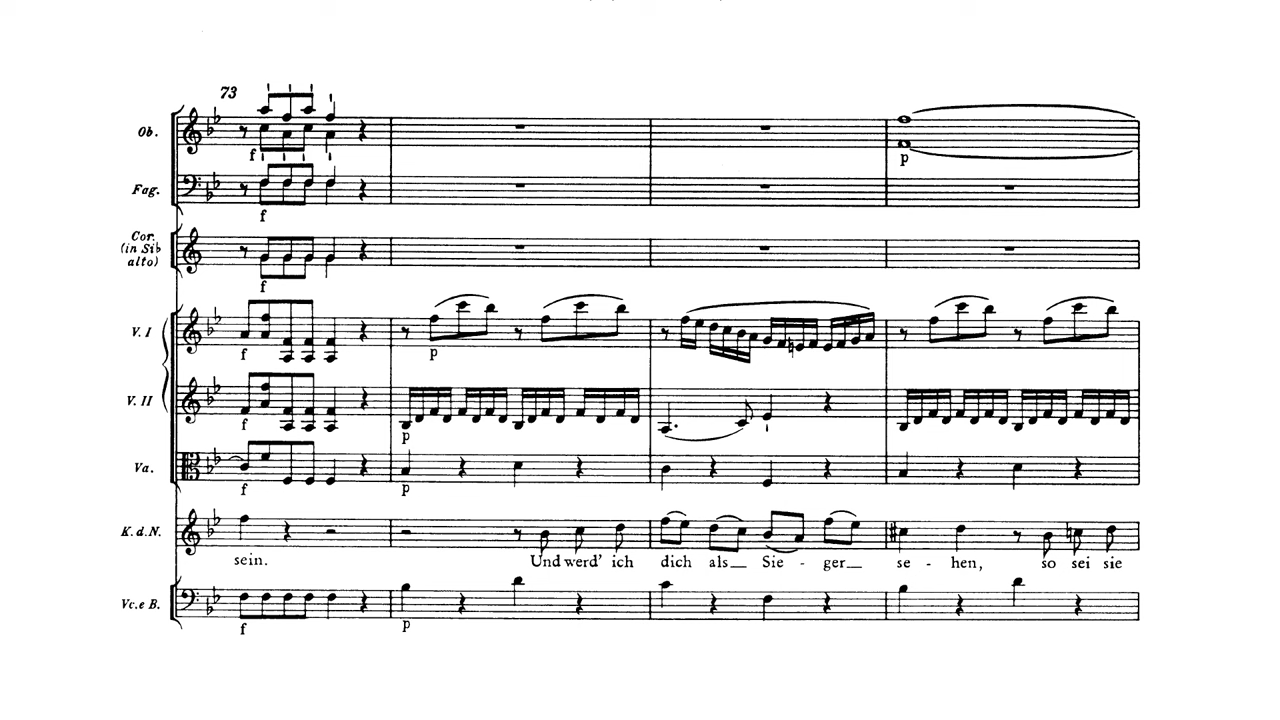 73
Ob.
f
p
Fag.
f
Cor.
(in Sib
alto)
f
V. I
f
p
V. II
f
p
Va.
f
p
K. d. N.
sein. Und werd' ich dich als Sie - ger se - hen, so sei sie
Vc. e B.
f
p